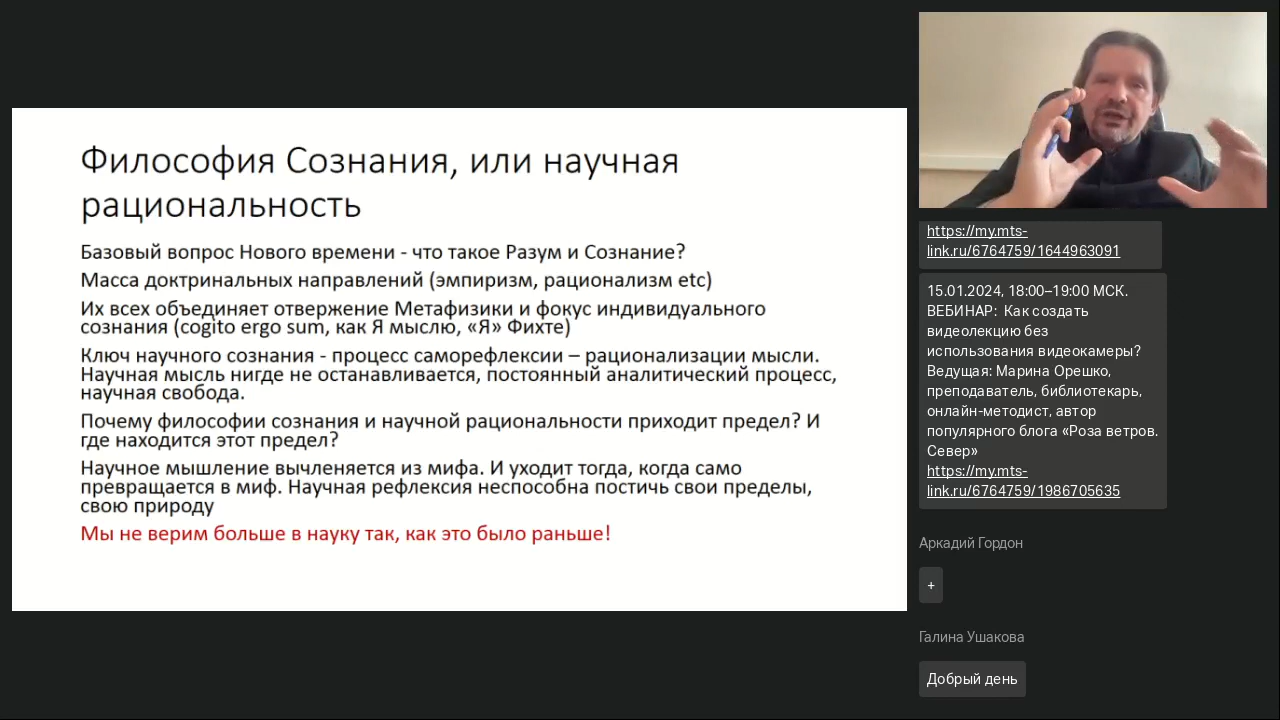 Философия Сознания, или научная
рациональность
Базовый вопрос Нового времени - что такое Разум и Сознание?
Масса доктринальных направлений (эмпиризм, рационализм etc)
Их всех объединяет отвержение Метафизики и фокус индивидуального
сознания (cogito ergo sum, как Я мыслю, «Я» Фихте)
Ключ научного сознания - процесс саморефлексии – рационализации мысли.
Научная мысль нигде не останавливается, постоянный аналитический процесс,
научная свобода.
Почему философии сознания и научной рациональности приходит предел? И
где находится этот предел?
Научное мышление вычленяется из мифа. И уходит тогда, когда само
превращается в миф. Научная рефлексия неспособна постичь свои пределы,
свою природу
Мы не верим больше в науку так, как это было раньше!
https://my.mts-
link.ru/6764759/1644963091
15.01.2024, 18:00–19:00 МСК.
ВЕБИНАР: Как создать
видеолекцию без
использования видеокамеры?
Ведущая: Марина Орешко,
преподаватель, библиотекарь,
онлайн-методист, автор
популярного блога «Роза ветров.
Север»
https://my.mts-
link.ru/6764759/1986705635
Аркадий Гордон
+
Галина Ушакова
Добрый день